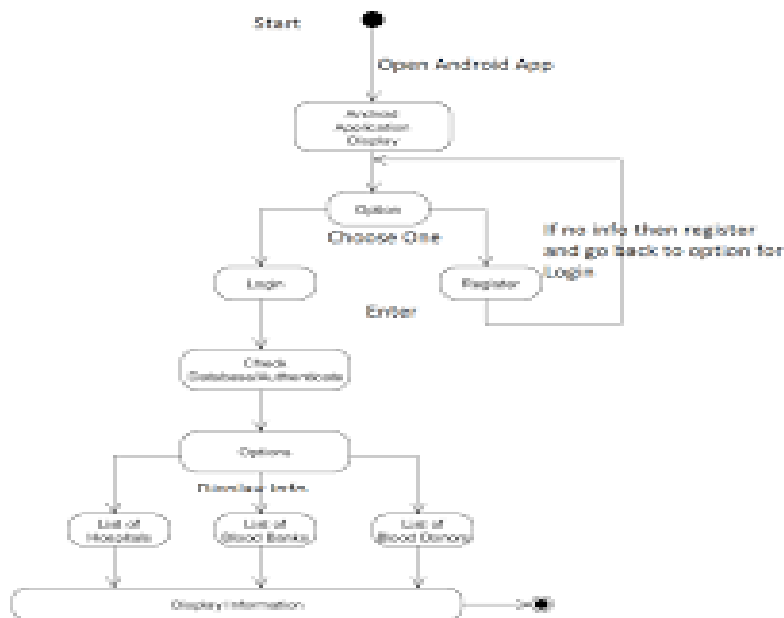 Start
Open Android App
Android
Application
Display
Option
Choose One
If no info then register
and go back to option for
Login
Login
Register
Enter
Check
Database/Authenticate
Options
Display Info
List of
Hospitals
List of
Blood Banks
List of
Blood Donors
Display Information